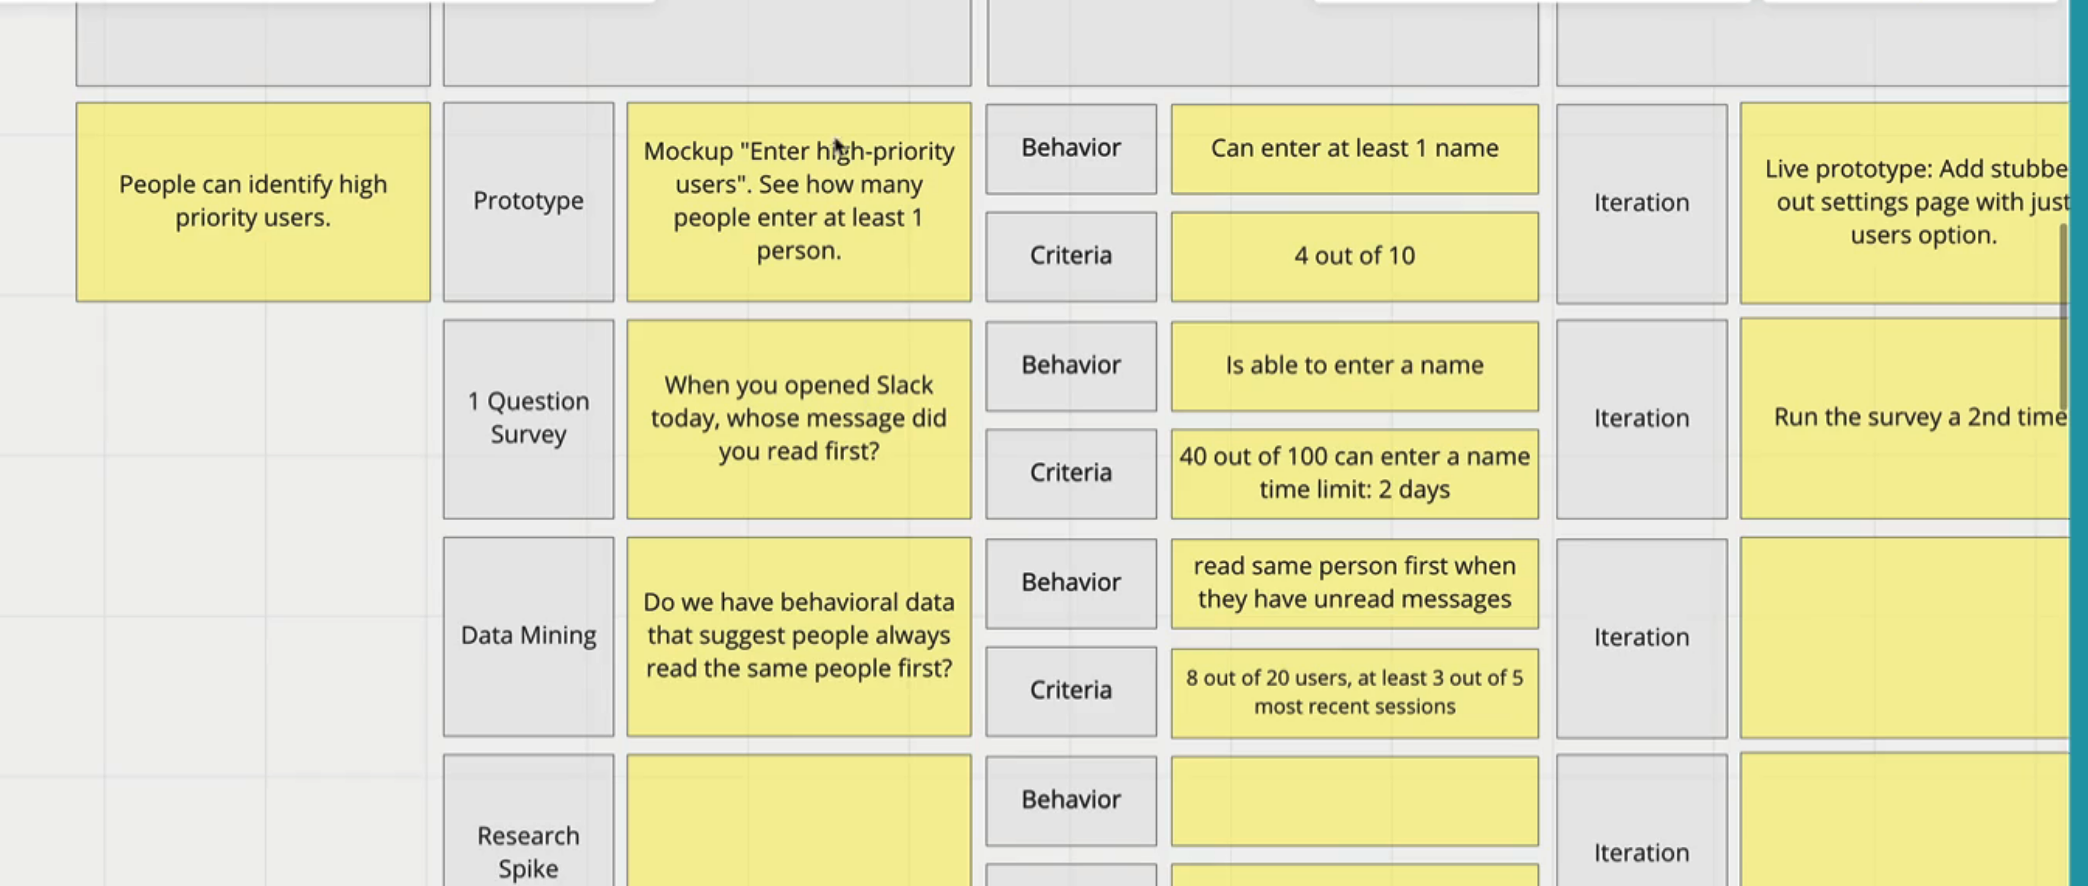 People can identify high
priority users.
Prototype
Mockup "Enter high-priority
users". See how many
people enter at least 1
person.
Behavior
Can enter at least 1 name
Criteria
4 out of 10
Iteration
Live prototype: Add stubbe
out settings page with just
users option.
1 Question
Survey
When you opened Slack
today, whose message did
you read first?
Behavior
Is able to enter a name
Criteria
40 out of 100 can enter a name
time limit: 2 days
Iteration
Run the survey a 2nd time
Data Mining
Do we have behavioral data
that suggest people always
read the same people first?
Behavior
read same person first when
they have unread messages
Criteria
8 out of 20 users, at least 3 out of 5
most recent sessions
Iteration
Research
Spike
Behavior
Iteration